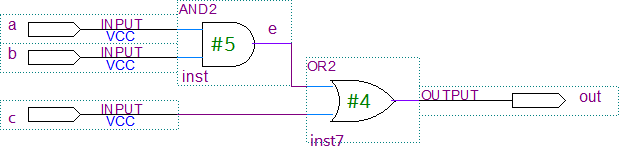 AND2
a INPUT
VCC
#5
e
b INPUT
VCC
inst
OR2
#4
OUTPUT out
c INPUT
VCC
inst7